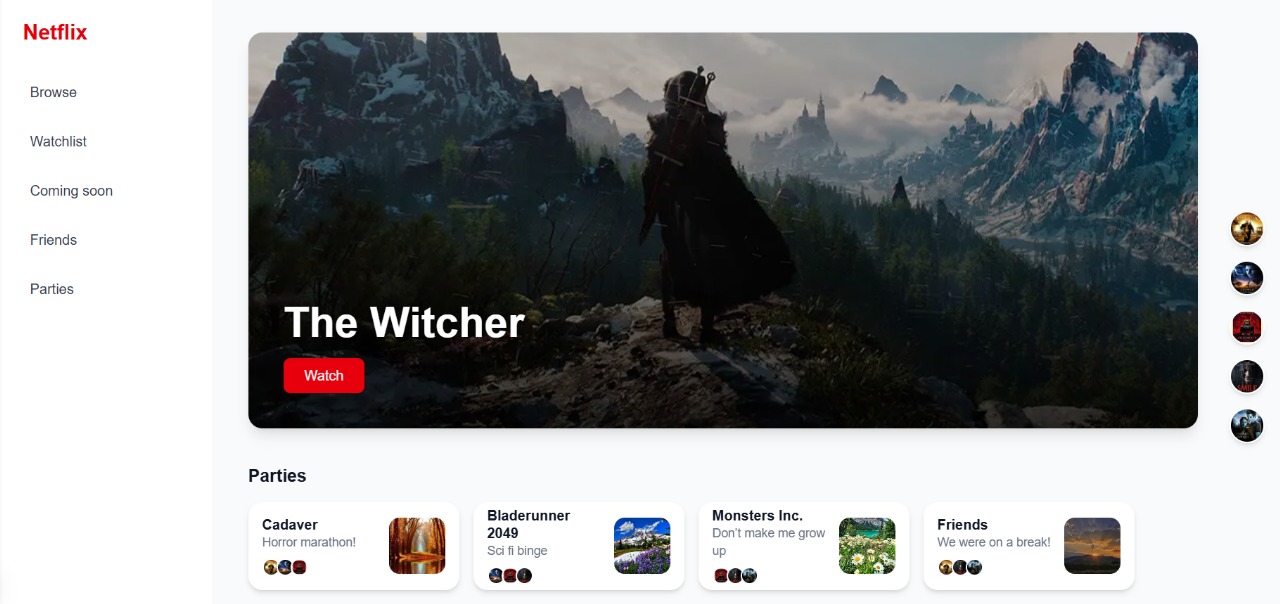 Netflix
Browse
Watchlist
Coming soon
Friends
Parties
The Witcher
Watch
Parties
Cadaver
Horror marathon!
Bladerunner
2049
Sci fi binge
Monsters Inc.
Don't make me grow
up
Friends
We were on a break!
SMILE